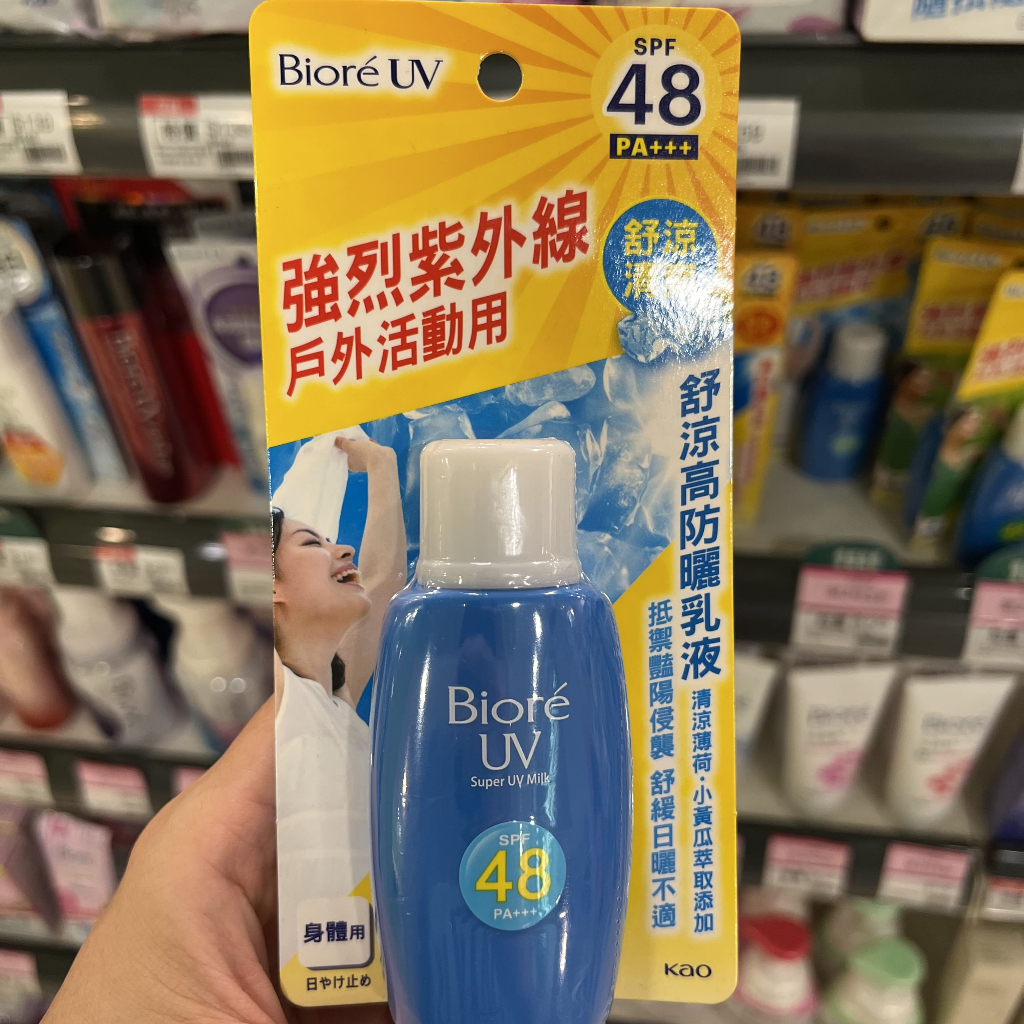 Bioré UV
SPF
48
PA+++
強烈紫外線
戶外活動用
舒涼
舒涼高防曬乳液
清涼薄荷・小黃瓜萃取添加
抵禦豔陽侵襲 舒緩日曬不適
Bioré
UV
Super UV Milk
SPF
48
PA+++
身體用
日やけ止め
Kao